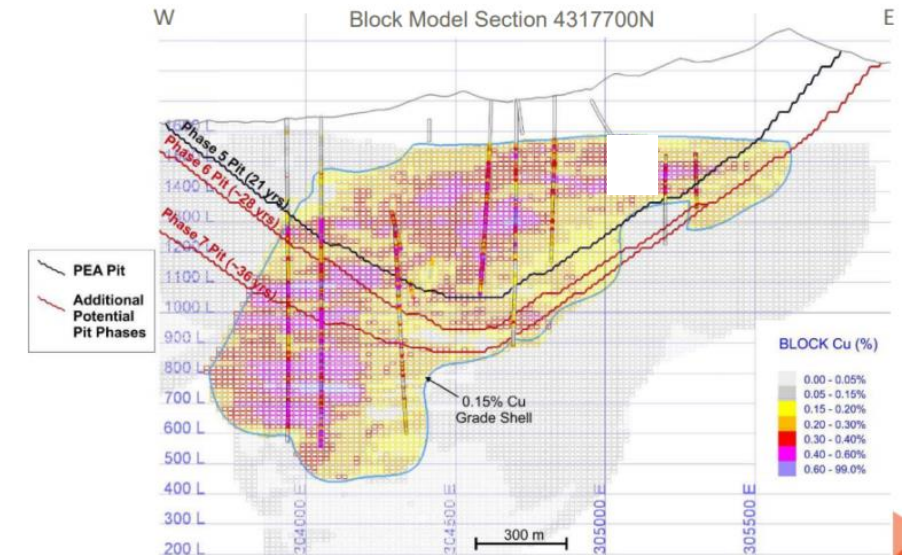 W
Block Model Section 4317700N
E
1600 L
Phase 5 Pit (21 yrs)
Phase 6 Pit (~28 yrs)
1400 L
Phase 7 Pit (~36 yrs)
1100 L
1000 L
900 L
800 L
700 L
600 L
500 L
400 L
300 L
200 L
PEA Pit
Additional
Potential
Pit Phases
0.15% Cu
Grade Shell
BLOCK Cu (%)
0.00 - 0.05%
0.05 - 0.15%
0.15 - 0.20%
0.20 - 0.30%
0.30 - 0.40%
0.40 - 0.60%
0.60 - 99.0%
304000 E
304500 E
305000 E
305500 E
300 m